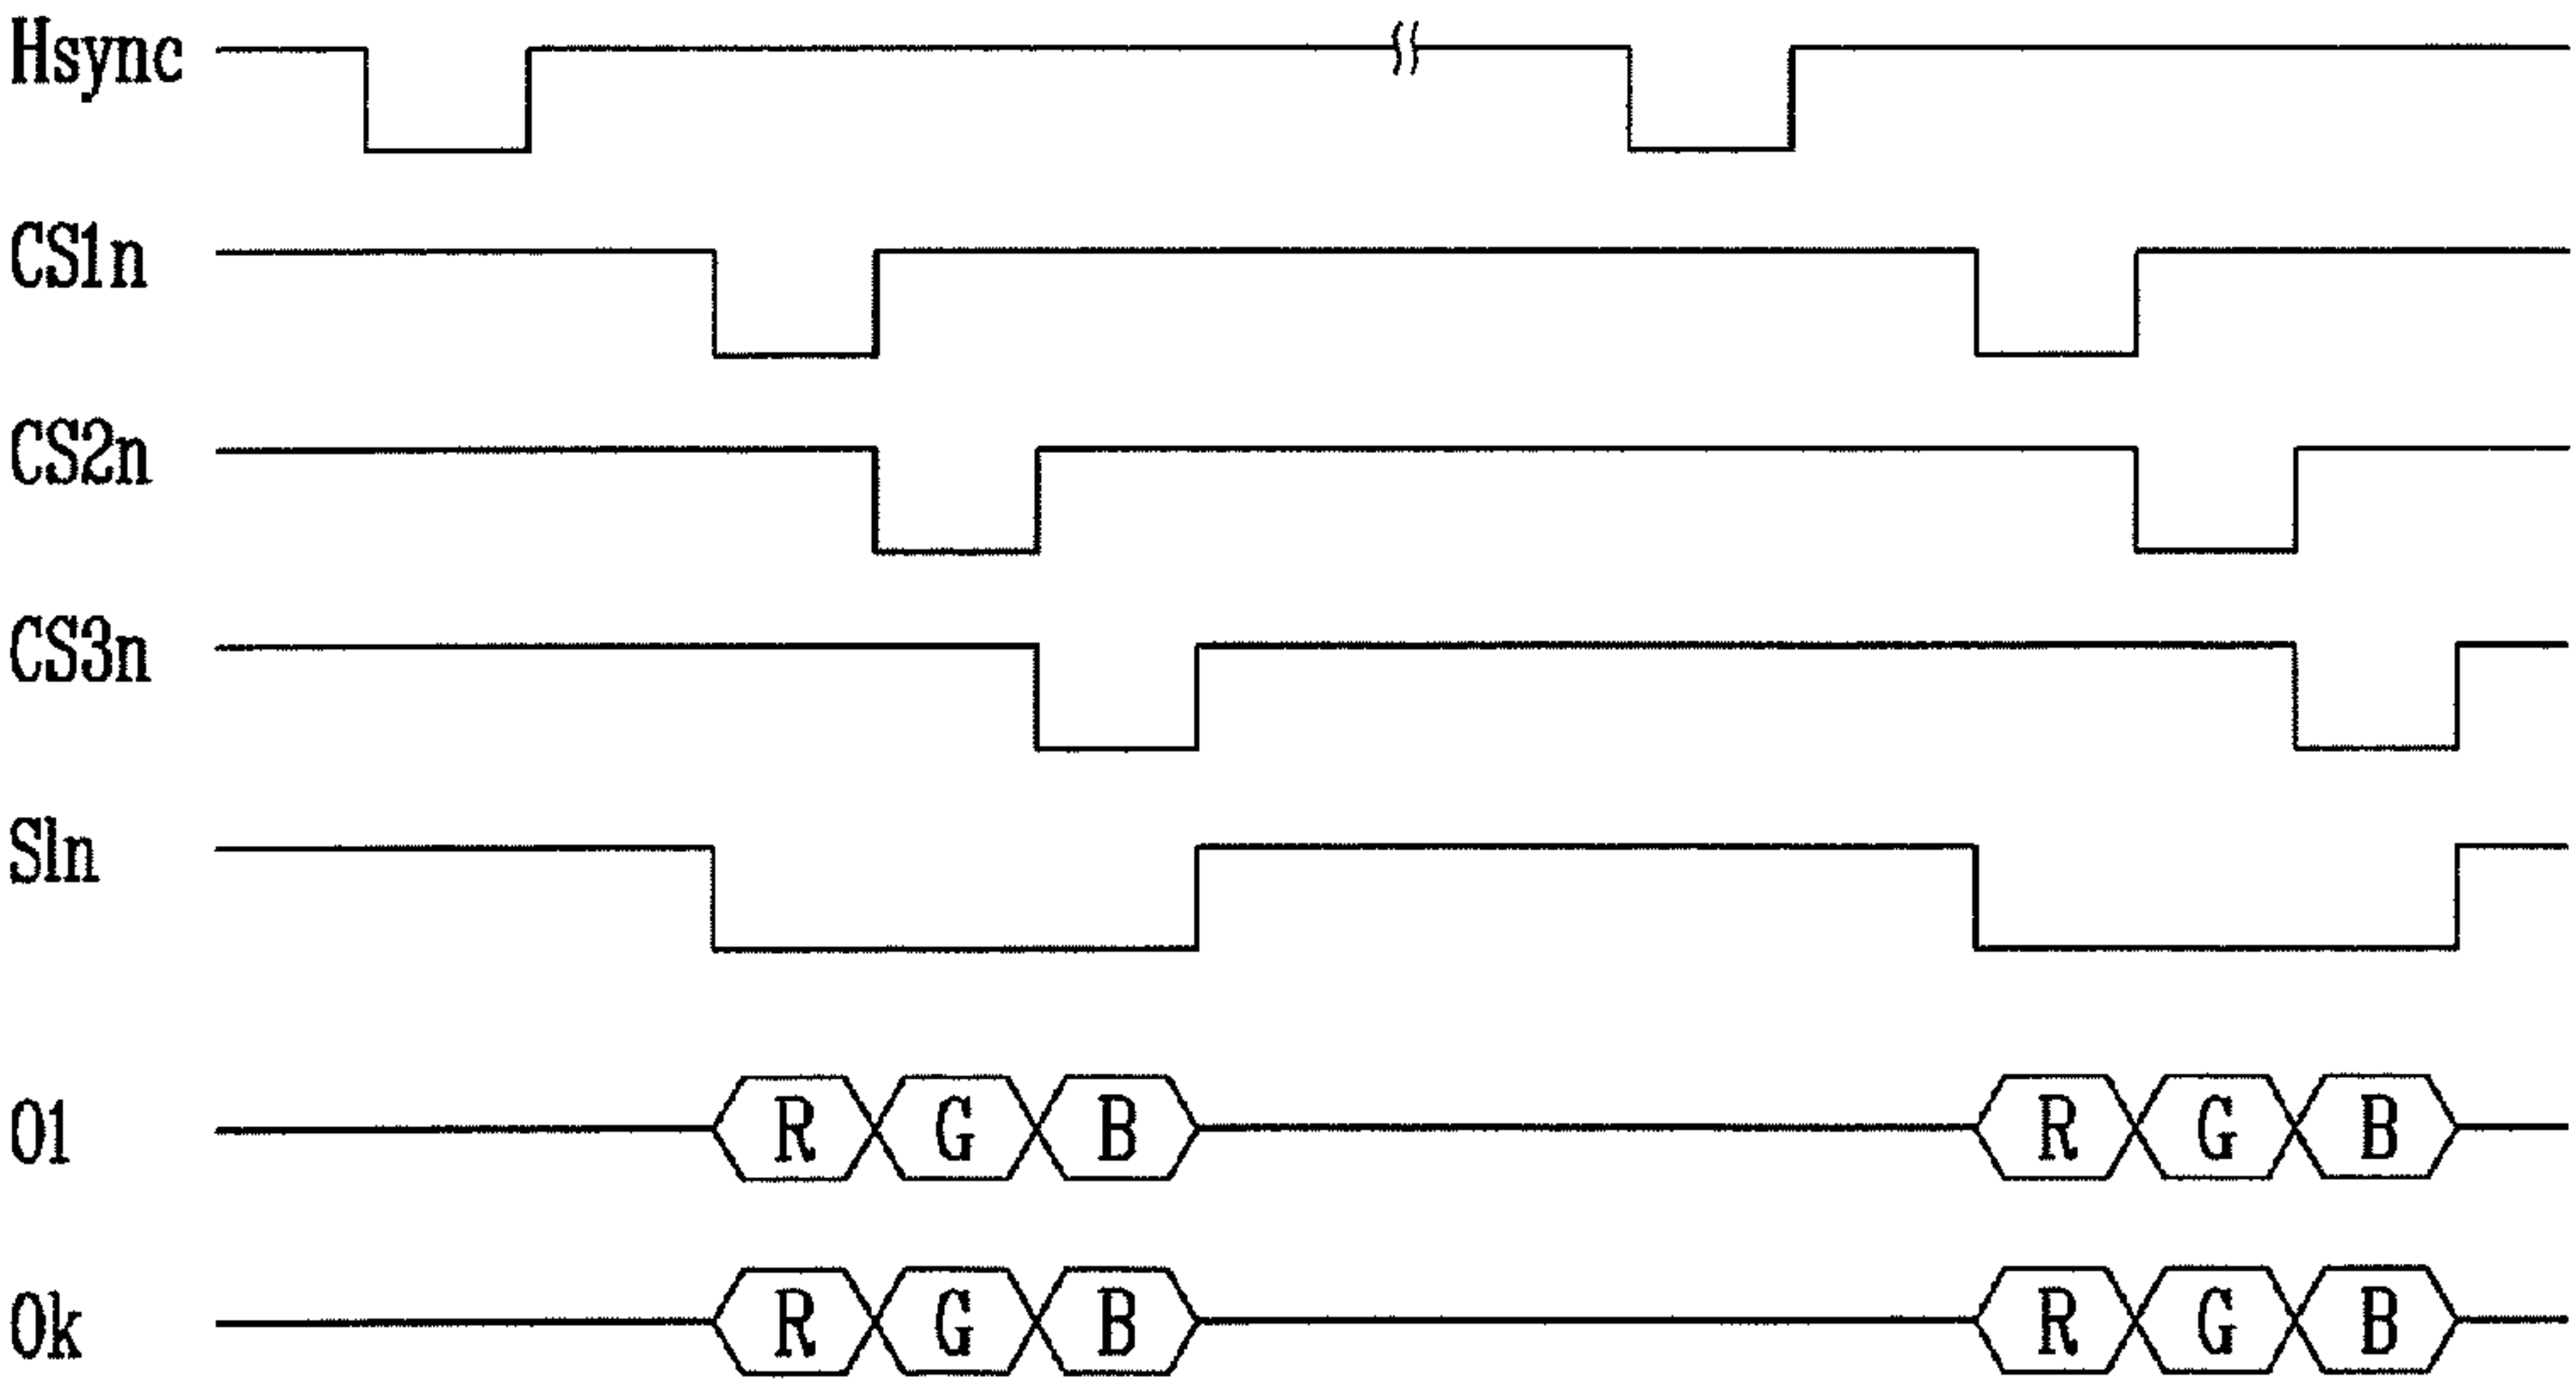 Hsync
CS1n
CS2n
CS3n
Sln
O1 R G B R G B
Ok R G B R G B